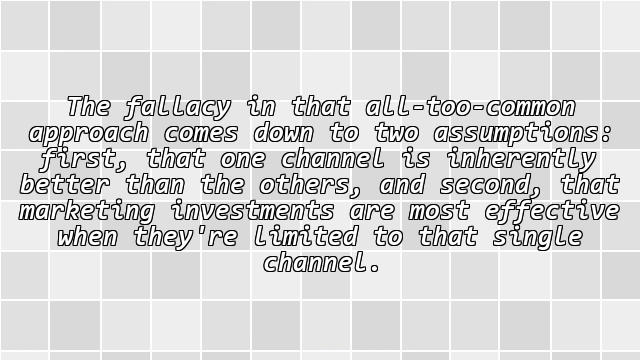 The fallacy in that all-too-common
approach comes down to two assumptions:
first, that one channel is inherently
better than the others, and second, that
marketing investments are most effective
when they're limited to that single
channel.